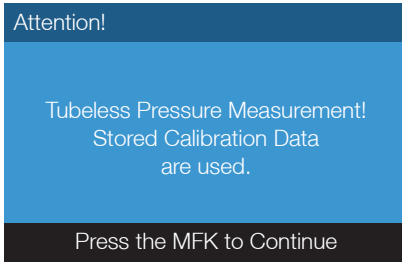 Attention!
Tubeless Pressure Measurement!
Stored Calibration Data
are used.
Press the MFK to Continue